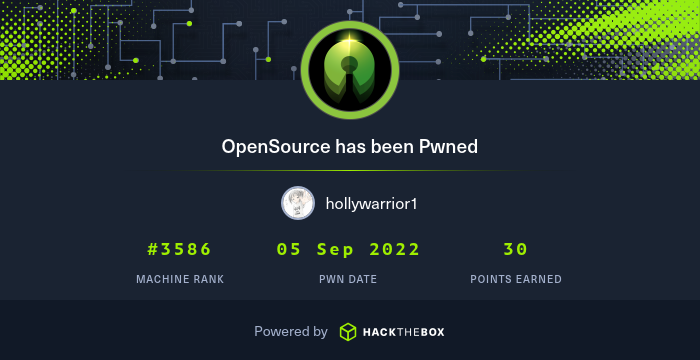 OpenSource has been Pwned
hollywarrior1
#3586 05 Sep 2022 30
MACHINE RANK PWN DATE POINTS EARNED
Powered by HACKTHEBOX